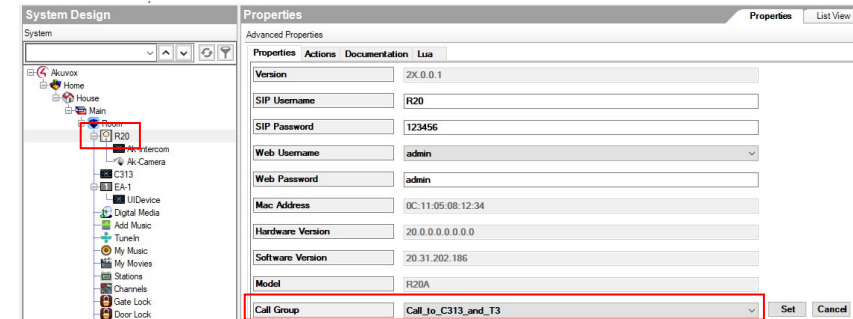 System Design
System
Akuvox
Home
House
Main
Room
R20
Ak-Intercom
Ak-Camera
C313
EA-1
UIDevice
Digital Media
Add Music
TuneIn
My Music
My Movies
Stations
Channels
Gate Lock
Door Lock
Properties
Properties List View
Advanced Properties
Properties Actions Documentation Lua
Version 2X.0.0.1
SIP Username R20
SIP Password 123456
Web Username admin
Web Password admin
Mac Address 0C:11:05:08:12:34
Hardware Version 20.0.0.0.0.0.0
Software Version 20.31.202.186
Model R20A
Call Group Call_to_C313_and_T3 Set Cancel